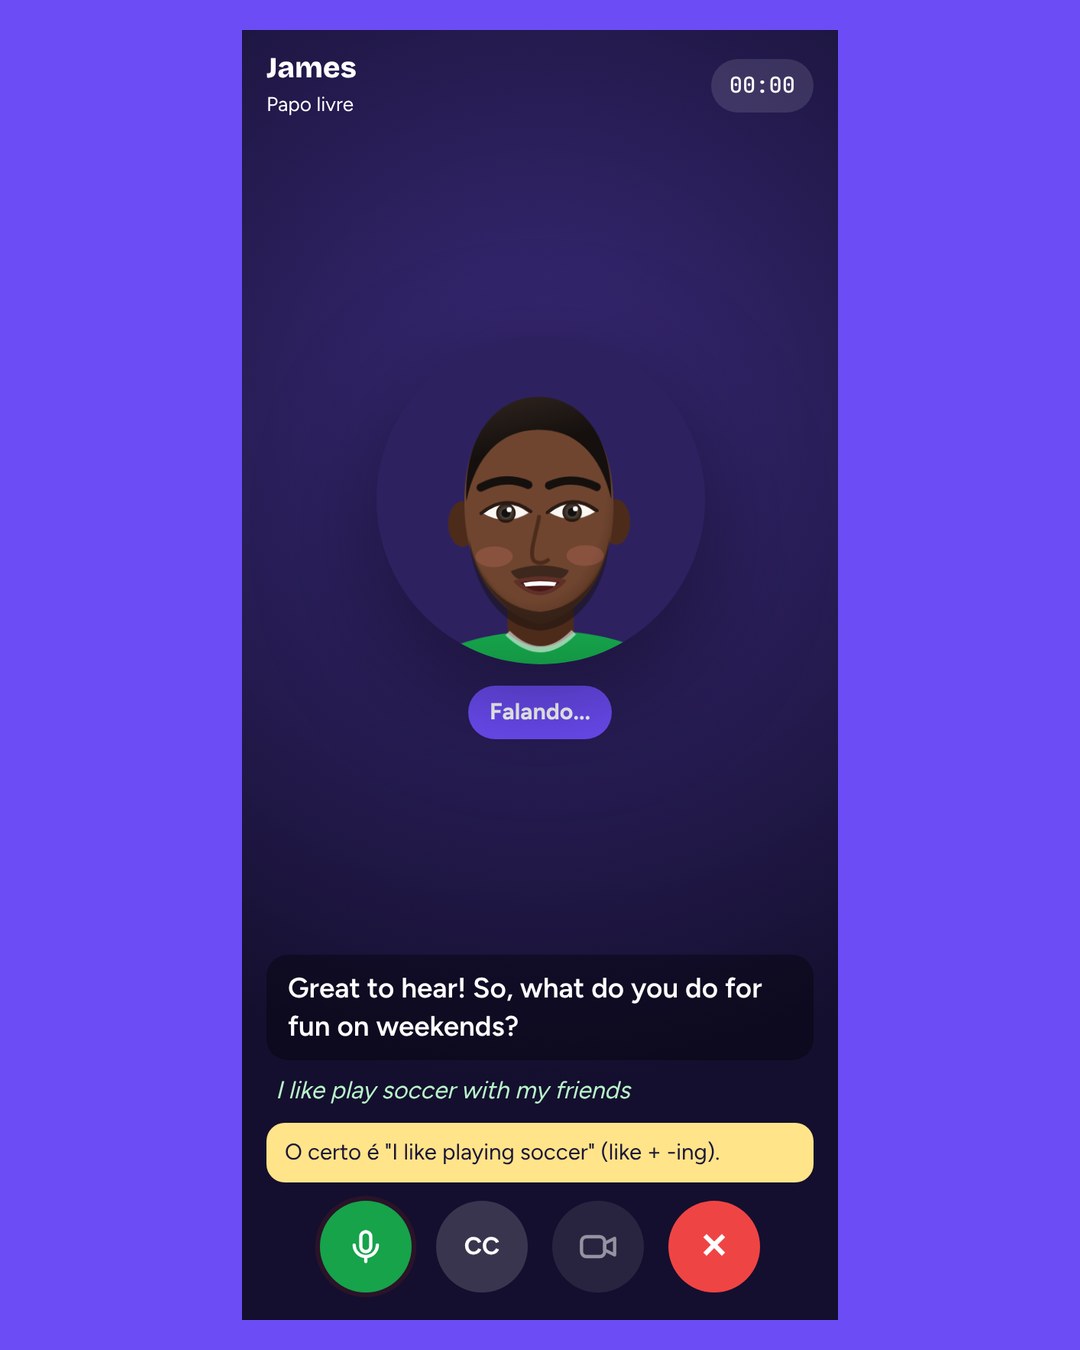 James
Papo livre
00:00
Falando...
Great to hear! So, what do you do for
fun on weekends?
I like play soccer with my friends
O certo é "I like playing soccer" (like + -ing).
CC